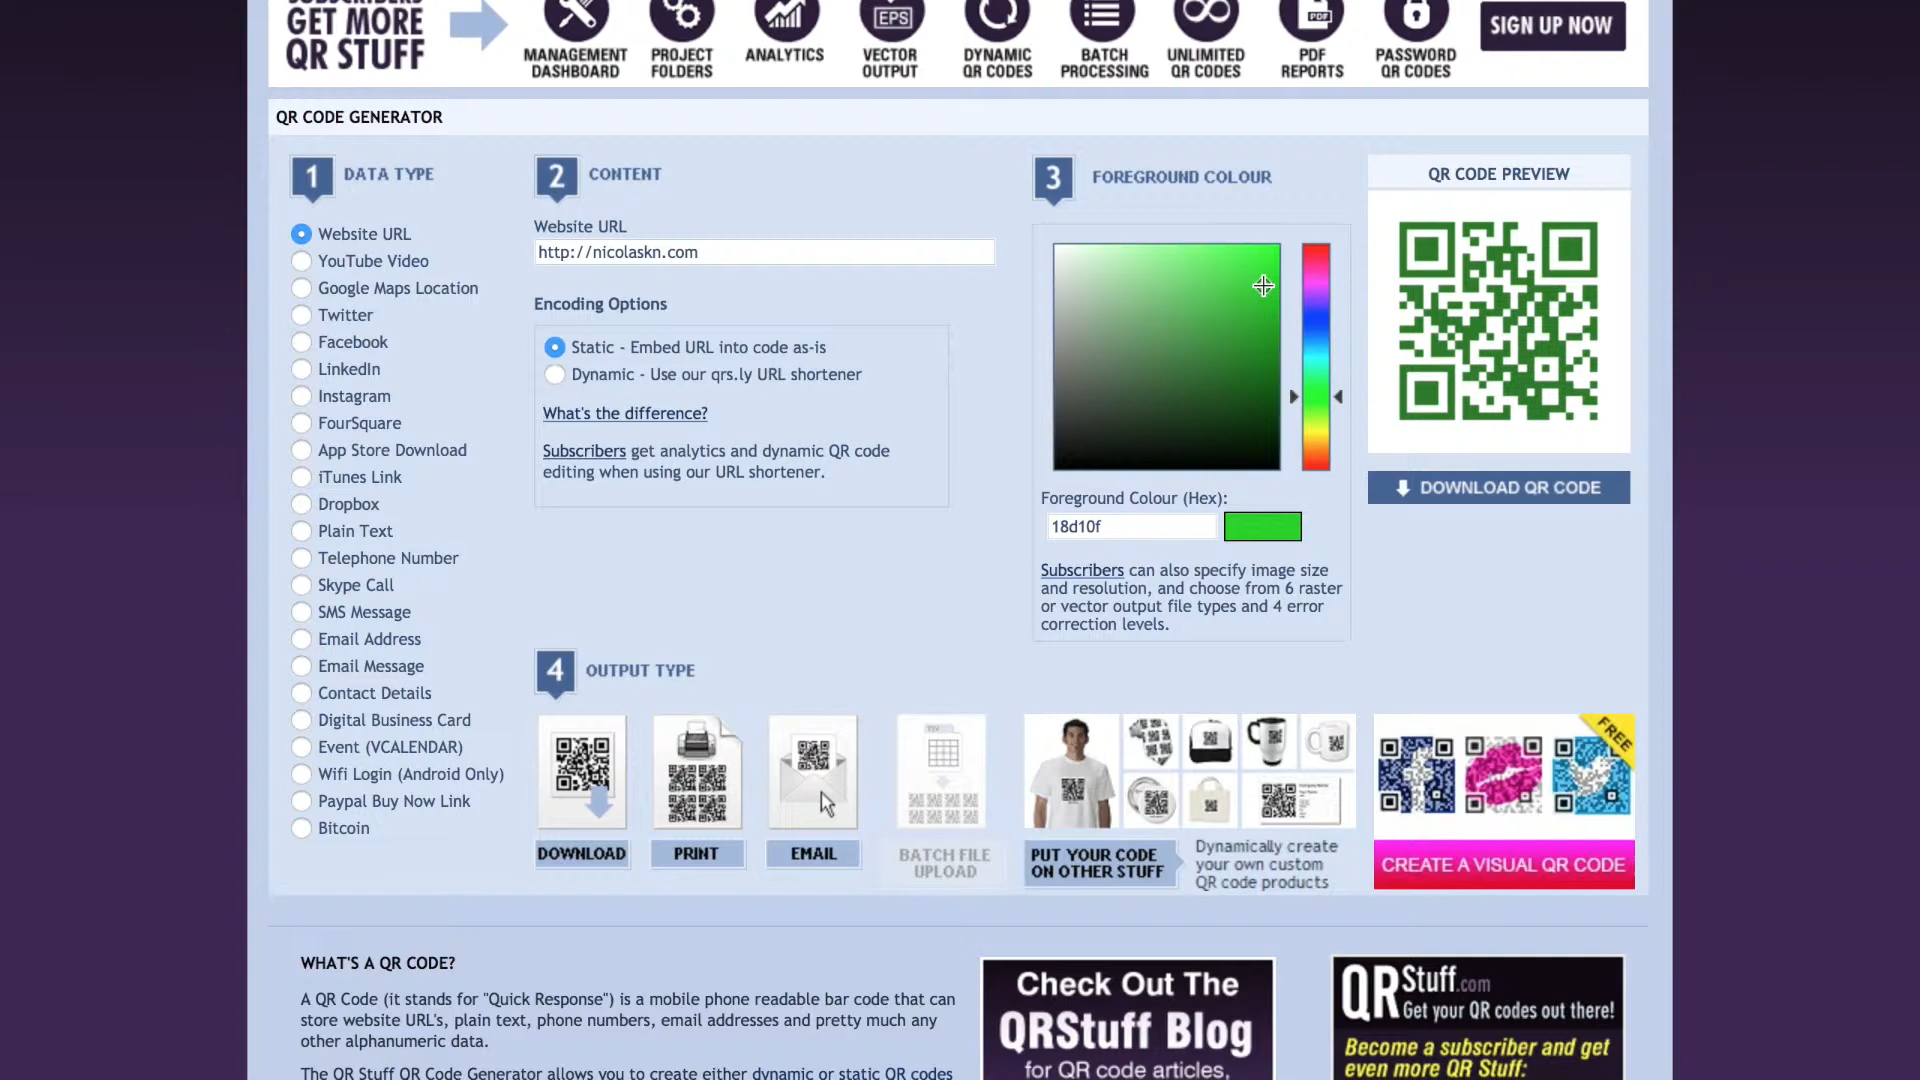 SUBSCRIBERS
GET MORE
QR STUFF
MANAGEMENT
DASHBOARD
PROJECT
FOLDERS
ANALYTICS
EPS
VECTOR
OUTPUT
DYNAMIC
QR CODES
BATCH
PROCESSING
UNLIMITED
QR CODES
PDF
PDF
REPORTS
PASSWORD
QR CODES
SIGN UP NOW
QR CODE GENERATOR
1 DATA TYPE
Website URL
YouTube Video
Google Maps Location
Twitter
Facebook
LinkedIn
Instagram
FourSquare
App Store Download
iTunes Link
Dropbox
Plain Text
Telephone Number
Skype Call
SMS Message
Email Address
Email Message
Contact Details
Digital Business Card
Event (VCALENDAR)
Wifi Login (Android Only)
Paypal Buy Now Link
Bitcoin
2 CONTENT
Website URL
http://nicolaskn.com
Encoding Options
Static - Embed URL into code as-is
Dynamic - Use our qrs.ly URL shortener
What's the difference?
Subscribers get analytics and dynamic QR code
editing when using our URL shortener.
3 FOREGROUND COLOUR
Foreground Colour (Hex):
18d10f
Subscribers can also specify image size
and resolution, and choose from 6 raster
or vector output file types and 4 error
correction levels.
QR CODE PREVIEW
DOWNLOAD QR CODE
4 OUTPUT TYPE
DOWNLOAD
PRINT
EMAIL
BATCH FILE
UPLOAD
PUT YOUR CODE
ON OTHER STUFF
Dynamically create
your own custom
QR code products
FREE
CREATE A VISUAL QR CODE
WHAT'S A QR CODE?
A QR Code (it stands for "Quick Response") is a mobile phone readable bar code that can
store website URL's, plain text, phone numbers, email addresses and pretty much any
other alphanumeric data.
The QR Stuff QR Code Generator allows you to create either dynamic or static QR codes
Check Out The
QRStuff Blog
for QR code articles,
QRStuff.com
Get your QR codes out there!
Become a subscriber and get
even more QR Stuff: